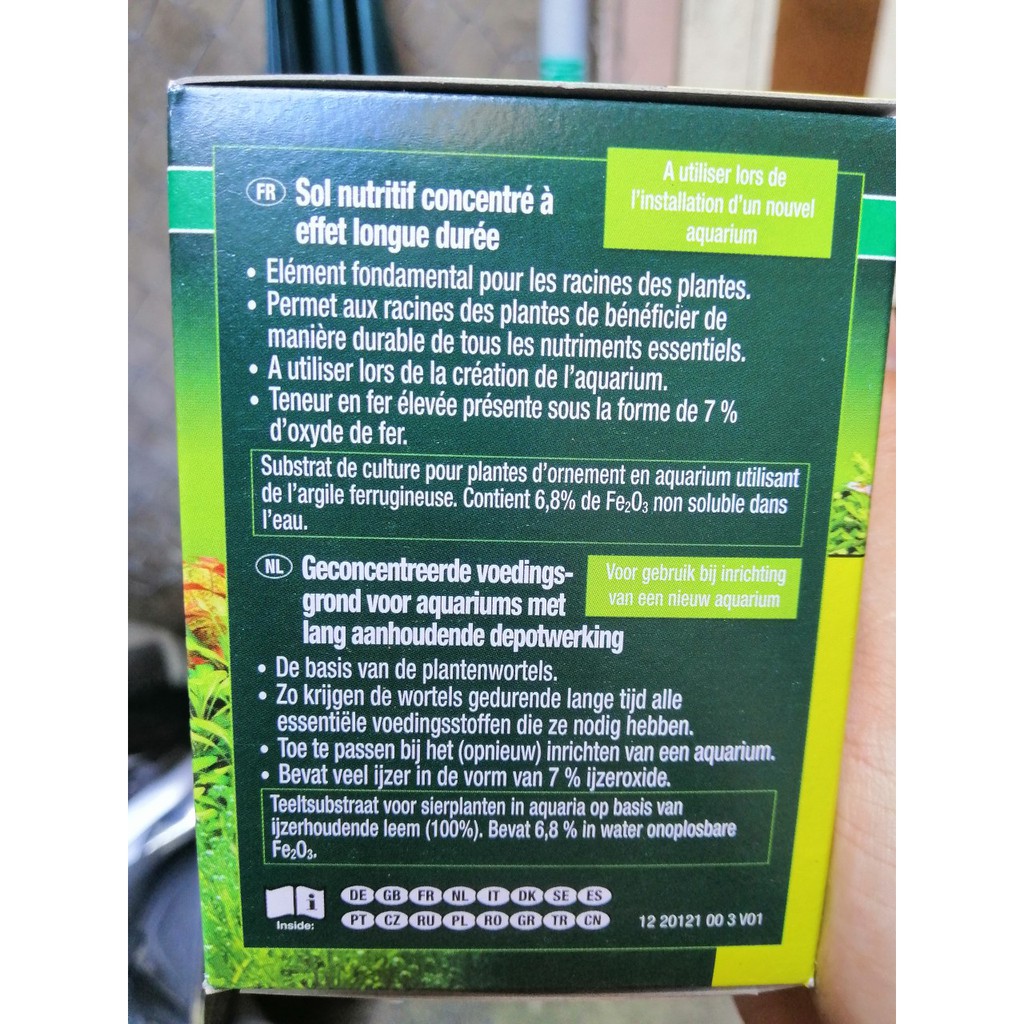 FR Sol nutritif concentré à
effet longue durée
A utiliser lors de
l'installation d'un nouvel
aquarium
• Elément fondamental pour les racines des plantes.
• Permet aux racines des plantes de bénéficier de
manière durable de tous les nutriments essentiels.
• A utiliser lors de la création de l'aquarium.
• Teneur en fer élevée présente sous la forme de 7 %
d'oxyde de fer.
Substrat de culture pour plantes d'ornement en aquarium utilisant
de l'argile ferrugineuse. Contient 6,8% de Fe₂O₃ non soluble dans
l'eau.
NL Geconcentreerde voedings-
grond voor aquariums met
lang aanhoudende depotwerking
Voor gebruik bij inrichting
van een nieuw aquarium
• De basis van de plantenwortels.
• Zo krijgen de wortels gedurende lange tijd alle
essentiële voedingsstoffen die ze nodig hebben.
• Toe te passen bij het (opnieuw) inrichten van een aquarium.
• Bevat veel ijzer in de vorm van 7 % ijzeroxide.
Teeltsubstraat voor sierplanten in aquaria op basis van
ijzerhoudende leem (100%). Bevat 6,8 % in water onoplosbare
Fe₂O₃.
i
Inside:
DE GB FR NL IT DK SE ES
PT CZ RU PL RO GR TR CN
12 20121 00 3 V01